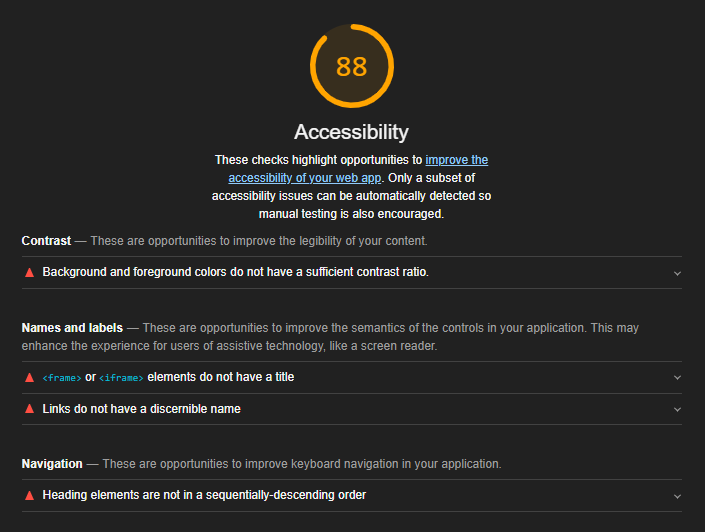 88
Accessibility
These checks highlight opportunities to improve the
accessibility of your web app. Only a subset of
accessibility issues can be automatically detected so
manual testing is also encouraged.
Contrast — These are opportunities to improve the legibility of your content.
Background and foreground colors do not have a sufficient contrast ratio.
Names and labels — These are opportunities to improve the semantics of the controls in your application. This may
enhance the experience for users of assistive technology, like a screen reader.
<frame> or <iframe> elements do not have a title
Links do not have a discernible name
Navigation — These are opportunities to improve keyboard navigation in your application.
Heading elements are not in a sequentially-descending order